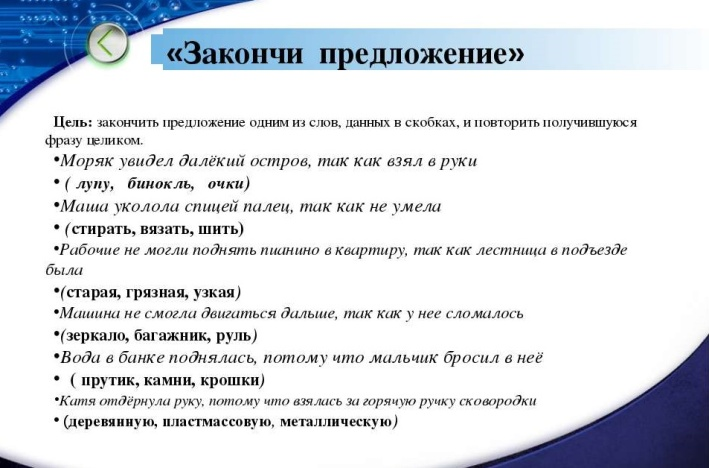 «Закончи предложение»
Цель: закончить предложение одним из слов, данных в скобках, и повторить получившуюся
фразу целиком.
•Моряк увидел далёкий остров, так как взял в руки
• ( лупу, бинокль, очки)
•Маша уколола спицей палец, так как не умела
• (стирать, вязать, шить)
•Рабочие не могли поднять пианино в квартиру, так как лестница в подъезде
была
•(старая, грязная, узкая)
•Машина не смогла двигаться дальше, так как у нее сломалось
•(зеркало, багажник, руль)
•Вода в банке поднялась, потому что мальчик бросил в неё
• ( прутик, камни, крошки)
•Катя отдёрнула руку, потому что взялась за горячую ручку сковородки
• (деревянную, пластмассовую, металлическую)